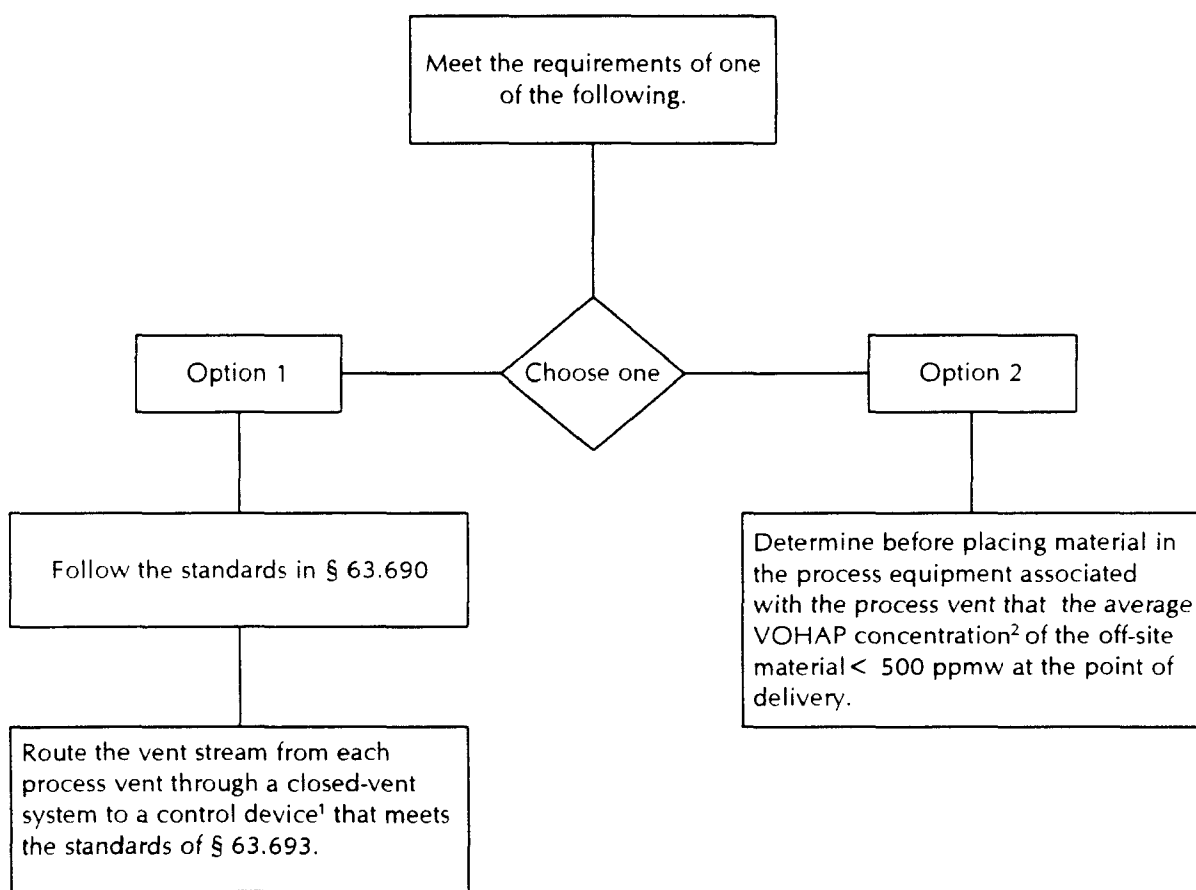 Meet the requirements of one
of the following.
Option 1
Choose one
Option 2
Follow the standards in § 63.690
Route the vent stream from each
process vent through a closed-vent
system to a control device¹ that meets
the standards of § 63.693.
Determine before placing material in
the process equipment associated
with the process vent that the average
VOHAP concentration² of the off-site
material < 500 ppmw at the point of
delivery.